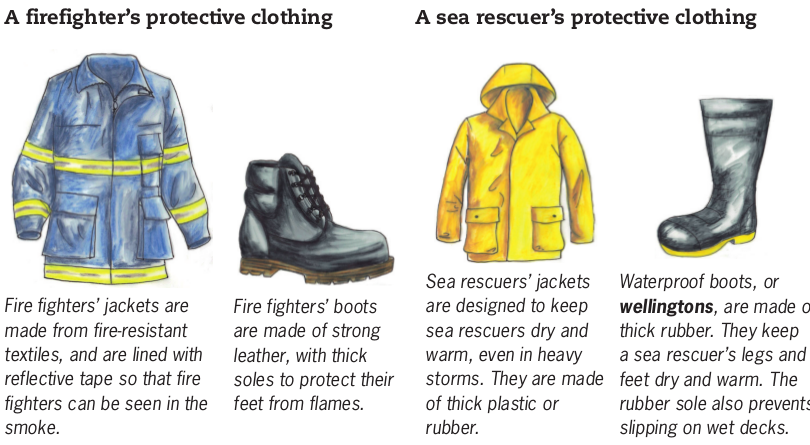 A firefighter's protective clothing
Fire fighters' jackets are
made from fire-resistant
textiles, and are lined with
reflective tape so that fire
fighters can be seen in the
smoke.
Fire fighters' boots
are made of strong
leather, with thick
soles to protect their
feet from flames.
A sea rescuer's protective clothing
Sea rescuers' jackets
are designed to keep
sea rescuers dry and
warm, even in heavy
storms. They are made
of thick plastic or
rubber.
Waterproof boots, or
wellingtons, are made o
thick rubber. They keep
a sea rescuer's legs and
feet dry and warm. The
rubber sole also prevents
slipping on wet decks.